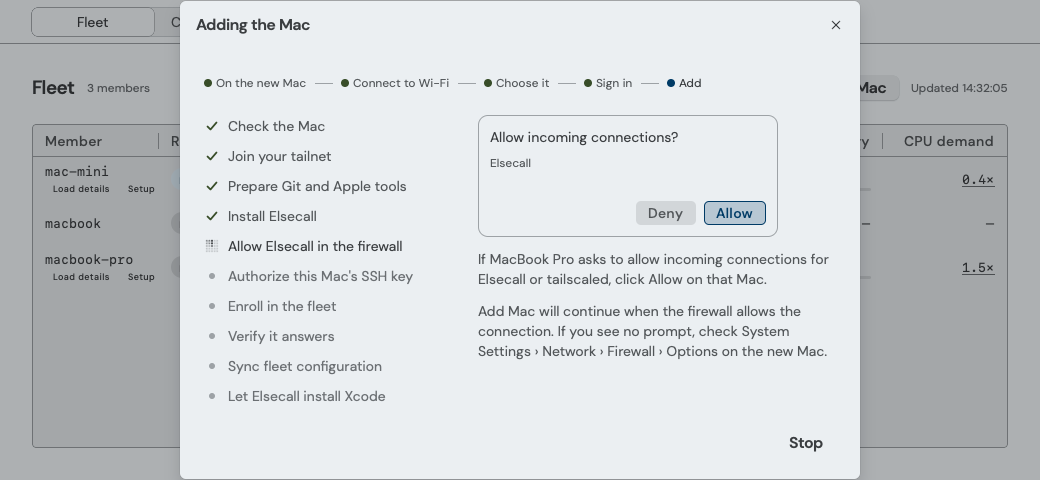 Adding the Mac
Fleet
C
Fleet 3 members
Mac
Updated 14:32:05
On the new Mac
Connect to Wi-Fi
Choose it
Sign in
Add
Member
R
ry
CPU demand
mac-mini
Load details Setup
0.4×
macbook
—
—
macbook-pro
Load details Setup
1.5×
Check the Mac
Join your tailnet
Prepare Git and Apple tools
Install Elsecall
Allow Elsecall in the firewall
Authorize this Mac's SSH key
Enroll in the fleet
Verify it answers
Sync fleet configuration
Let Elsecall install Xcode
Allow incoming connections?
Elsecall
Deny Allow
If MacBook Pro asks to allow incoming connections for
Elsecall or tailscaled, click Allow on that Mac.
Add Mac will continue when the firewall allows the
connection. If you see no prompt, check System
Settings › Network › Firewall › Options on the new Mac.
Stop